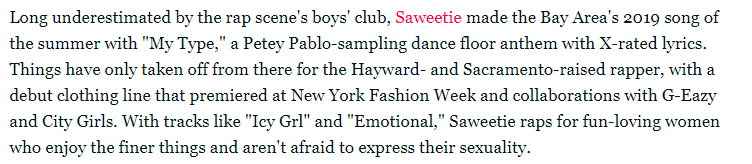 Long underestimated by the rap scene's boys' club, Saweetie made the Bay Area's 2019 song of
the summer with "My Type," a Petey Pablo-sampling dance floor anthem with X-rated lyrics.
Things have only taken off from there for the Hayward- and Sacramento-raised rapper, with a
debut clothing line that premiered at New York Fashion Week and collaborations with G-Eazy
and City Girls. With tracks like "Icy Grl" and "Emotional," Saweetie raps for fun-loving women
who enjoy the finer things and aren't afraid to express their sexuality.